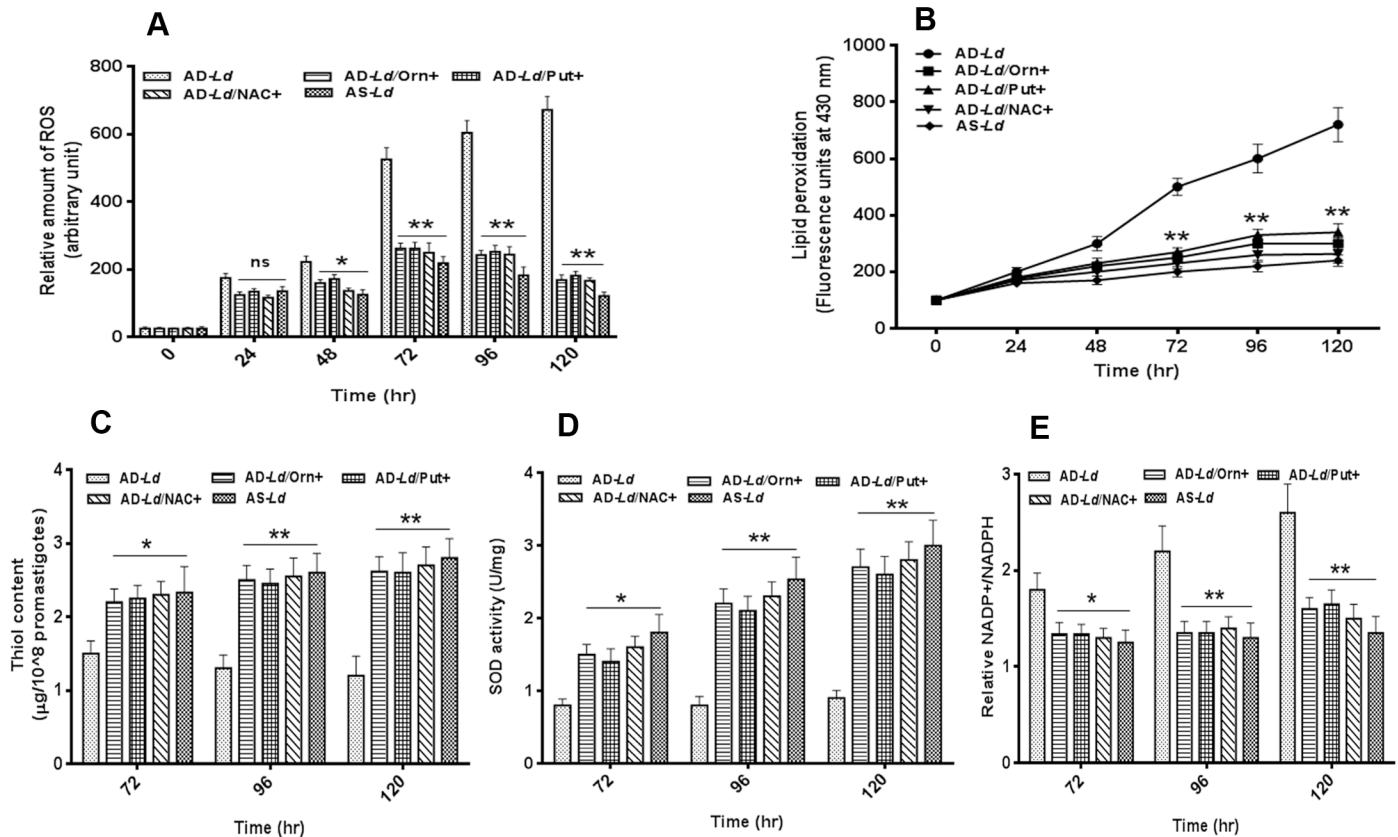 A
Relative amount of ROS
(arbitrary unit)
800
600
400
200
0
AD-Ld
AD-Ld/Orn+
AD-Ld/Put+
AD-Ld/NAC+
AS-Ld
ns
*
**
**
**
0
24
48
72
96
120
Time (hr)
B
Lipid peroxidation
(Fluorescence units at 430 nm)
1000
800
600
400
200
0
AD-Ld
AD-Ld/Orn+
AD-Ld/Put+
AD-Ld/NAC+
AS-Ld
**
**
**
0
24
48
72
96
120
Time (hr)
C
Thiol content
(µg/10^8 promastigotes)
4
3
2
1
0
AD-Ld
AD-Ld/Orn+
AD-Ld/Put+
AD-Ld/NAC+
AS-Ld
*
**
**
72
96
120
Time (hr)
D
SOD activity (U/mg)
4
3
2
1
0
AD-Ld
AD-Ld/Orn+
AD-Ld/Put+
AD-Ld/NAC+
AS-Ld
*
**
**
72
96
120
Time (hr)
E
Relative NADP+/NADPH
3
2
1
0
AD-Ld
AD-Ld/Orn+
AD-Ld/Put+
AD-Ld/NAC+
AS-Ld
*
**
**
72
96
120
Time (hr)